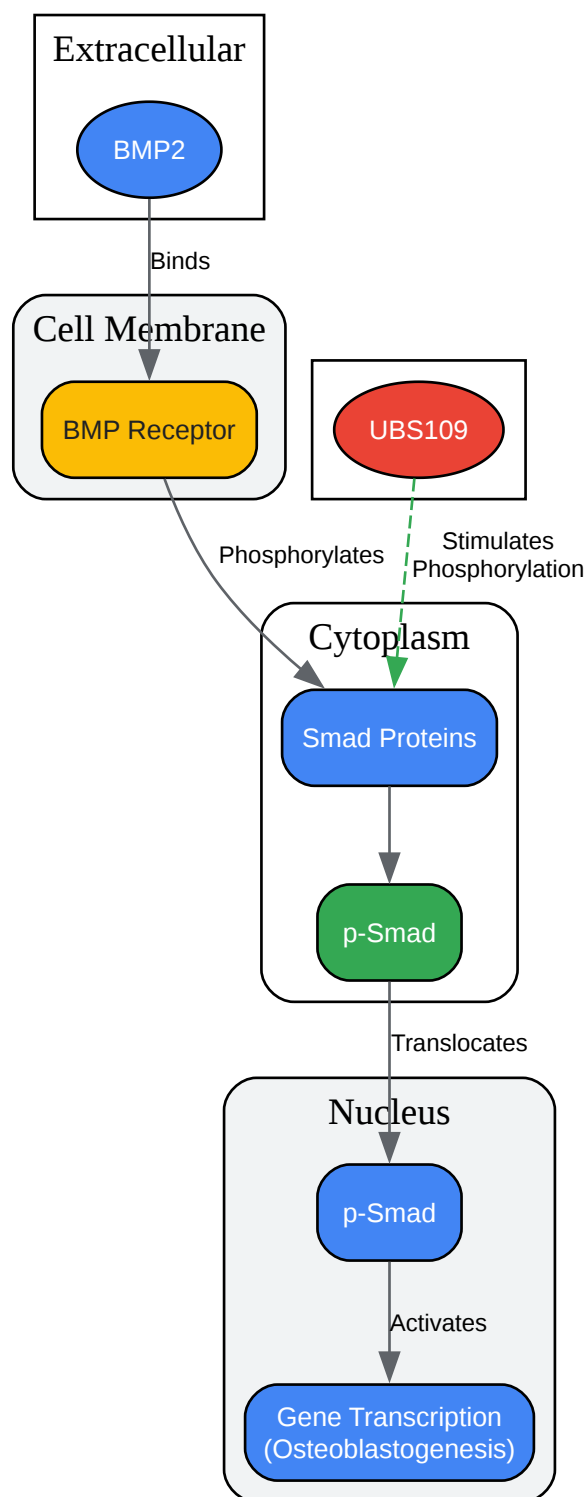 Extracellular
BMP2
Binds
Cell Membrane
BMP Receptor
UBS109
Phosphorylates
Stimulates
Phosphorylation
Cytoplasm
Smad Proteins
p-Smad
Translocates
Nucleus
p-Smad
Activates
Gene Transcription
(Osteoblastogenesis)